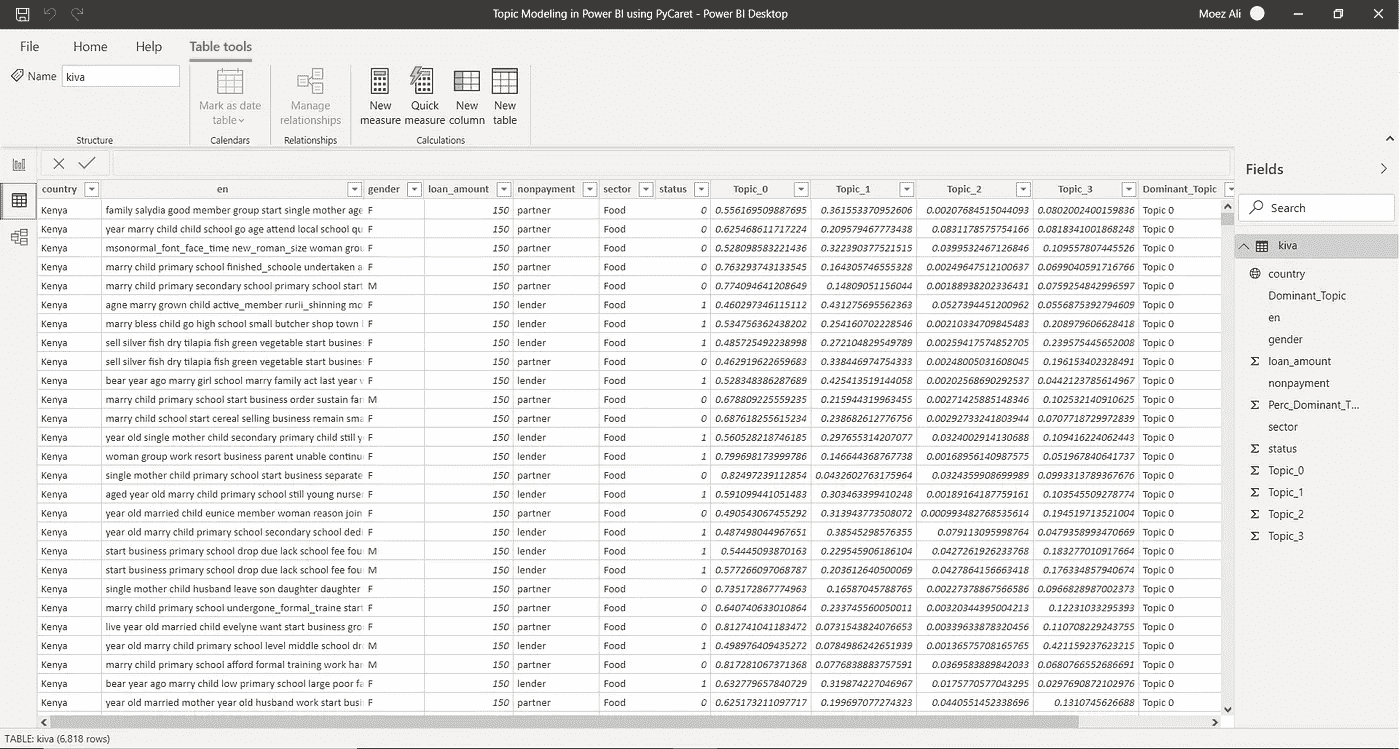 Topic Modeling in Power BI using PyCaret - Power BI Desktop
Moez Ali
File Home Help Table tools
Name kiva
Mark as date table
Manage relationships
New measure
Quick measure
New column
New table
Structure Calendars Relationships Calculations
country en gender loan_amount nonpayment sector status Topic_0 Topic_1 Topic_2 Topic_3 Dominant_Topic
Kenya family salydia good member group start single mother age F 150 partner Food 0 0.556169509887695 0.361553370952606 0.00207684515044093 0.0802002400159836 Topic 0
Kenya year marry child child school go age attend local school qu F 150 partner Food 0 0.625468611717224 0.209579467773438 0.0831178575754166 0.0818341001868248 Topic 0
Kenya msonormal_font_face_time new_roman_size woman grou F 150 partner Food 0 0.528098583221436 0.322390377521515 0.0399532467126846 0.109557807445526 Topic 0
Kenya marry child primary school finished_schoole undertaken a F 150 partner Food 0 0.763293743133545 0.164305746555328 0.00249647512100637 0.0699040591716766 Topic 0
Kenya marry child primary secondary school primary school start M 150 partner Food 0 0.774094641208649 0.14809051156044 0.00188938202336431 0.0759254842996597 Topic 0
Kenya agne marry grown child active_member rurii_shinning mo F 150 lender Food 1 0.460297346115112 0.431275695562363 0.0527394451200962 0.0556875392794609 Topic 0
Kenya marry bless child go high school small butcher shop town i F 150 lender Food 1 0.534756362438202 0.254160702228546 0.00210334709845483 0.208979606628418 Topic 0
Kenya sell silver fish dry tilapia fish green vegetable start busines F 150 lender Food 1 0.485725492238998 0.272104829549789 0.00259417574852705 0.239575445652008 Topic 0
Kenya sell silver fish dry tilapia fish green vegetable start busines F 150 partner Food 0 0.462919622659683 0.338446974754333 0.00248005031608045 0.196153402328491 Topic 0
Kenya bear year ago marry girl school marry family act last year v F 150 lender Food 1 0.528348386287689 0.425413519144058 0.00202568690292537 0.0442123785614967 Topic 0
Kenya marry child primary school start business order sustain far M 150 partner Food 0 0.678809225559235 0.215944319963455 0.00271425885148346 0.102532140910625 Topic 0
Kenya marry child school start cereal selling business remain sma F 150 partner Food 0 0.687618255615234 0.238682612776756 0.00292733241803944 0.0707718729972839 Topic 0
Kenya year old single mother child secondary primary child still y F 150 lender Food 1 0.560528218746185 0.297655314207077 0.0324002914130688 0.109416224062443 Topic 0
Kenya woman group work resort business parent unable continu F 150 lender Food 1 0.799698173999786 0.146644368767738 0.00168956140987575 0.051967840641737 Topic 0
Kenya single mother child primary school start business separate F 150 partner Food 0 0.82497239112854 0.0432602763175964 0.0324359908699989 0.0993313789367676 Topic 0
Kenya aged year old marry child primary school still young nurse F 150 lender Food 1 0.591099441051483 0.303463399410248 0.00189164187759161 0.103545509278774 Topic 0
Kenya year old married child eunice member woman reason join F 150 partner Food 0 0.490543067455292 0.313943773508072 0.000993482768535614 0.194519713521004 Topic 0
Kenya year old marry child primary school secondary school dedi F 150 lender Food 1 0.487498044967651 0.38545298576355 0.079113095998764 0.0479358993470669 Topic 0
Kenya start business primary school drop due lack school fee fou M 150 lender Food 1 0.54445093870163 0.229545906186104 0.0427261926233768 0.183277010917664 Topic 0
Kenya start business primary school drop due lack school fee fou M 150 lender Food 1 0.577266097068787 0.203612640500069 0.0427864156663418 0.176334857940674 Topic 0
Kenya single mother child husband leave son daughter daughter F 150 partner Food 0 0.735172867774963 0.16587045788765 0.00227378867566586 0.0966828987002373 Topic 0
Kenya marry child primary school undergone_formal_traine start F 150 partner Food 0 0.640740633010864 0.233745560050011 0.00320344395004213 0.12231033295393 Topic 0
Kenya live year old married child evelyne want start business gro F 150 partner Food 0 0.812741041183472 0.0731543824076653 0.00339633878320456 0.110708229243755 Topic 0
Kenya year old marry child primary school level middle school dr M 150 lender Food 1 0.498976409435272 0.0784986242651939 0.00136575708165765 0.421159237623215 Topic 0
Kenya marry child primary school afford formal training work har M 150 partner Food 0 0.817281067371368 0.0776838883757591 0.0369583889842033 0.0680766552686691 Topic 0
Kenya bear year ago marry child low primary school large poor fa F 150 lender Food 1 0.632779657840729 0.319874227046967 0.0175770577043295 0.0297690872102976 Topic 0
Kenya year old married mother year old husband work start busi F 150 partner Food 0 0.625173211097717 0.199697077274323 0.0440551452338696 0.1310745626688 Topic 0
Fields
Search
kiva
country
Dominant_Topic
en
gender
loan_amount
nonpayment
Perc_Dominant_T...
sector
status
Topic_0
Topic_1
Topic_2
Topic_3
TABLE: kiva (6,818 rows)